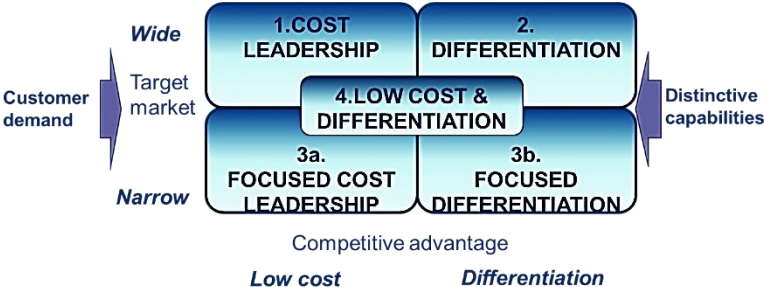 Wide
1.COST
LEADERSHIP
2.
DIFFERENTIATION
Customer
demand
Target
market
4.LOW COST &
DIFFERENTIATION
Distinctive
capabilities
Narrow
3a.
FOCUSED COST
LEADERSHIP
3b.
FOCUSED
DIFFERENTIATION
Competitive advantage
Low cost
Differentiation